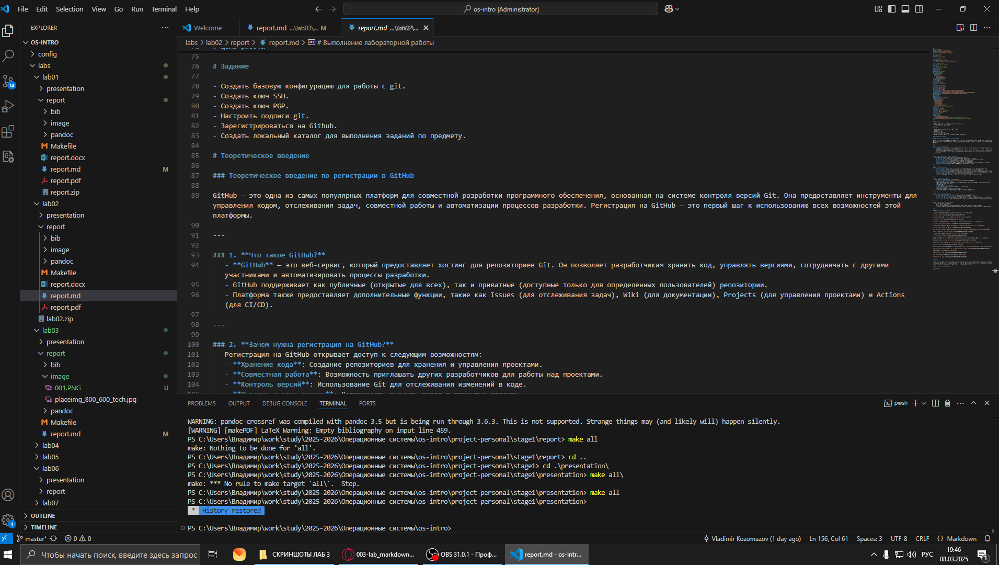 File Edit Selection View Go Run Terminal Help
os-intro [Administrator]
EXPLORER
Welcome
report.md ...\lab03\... M
report.md ...\lab02\...
OS-INTRO
labs > lab02 > report > report.md > # Выполнение лабораторной работы
config
labs
lab01
presentation
report
bib
image
pandoc
Makefile
report.docx
report.md M
report.pdf
report.zip
lab02
presentation
report
bib
image
pandoc
Makefile
report.docx
report.md
report.pdf
lab02.zip
lab03
presentation
report
bib
image
001.PNG U
placeimg_800_600_tech.jpg
pandoc
Makefile
report.md M
lab04
lab05
lab06
presentation
report
lab07
OUTLINE
TIMELINE
14
1
75
76 # Задание
77
78 - Создать базовую конфигурацию для работы с git.
79 - Создать ключ SSH.
80 - Создать ключ PGP.
81 - Настроить подписи git.
82 - Зарегистрироваться на Github.
83 - Создать локальный каталог для выполнения заданий по предмету.
84
85 # Теоретическое введение
86
87 ### Теоретическое введение по регистрации в GitHub
88
89 GitHub — это одна из самых популярных платформ для совместной разработки программного обеспечения, основанная на системе контроля версий Git. Она предоставляет инструменты для
управления кодом, отслеживания задач, совместной работы и автоматизации процессов разработки. Регистрация на GitHub — это первый шаг к использованию всех возможностей этой
платформы.
90
91 ---
92
93 ### 1. **Что такое GitHub?**
94 - **GitHub** — это веб-сервис, который предоставляет хостинг для репозиториев Git. Он позволяет разработчикам хранить код, управлять версиями, сотрудничать с другими
участниками и автоматизировать процессы разработки.
95 - GitHub поддерживает как публичные (открытые для всех), так и приватные (доступные только для определенных пользователей) репозитории.
96 - Платформа также предоставляет дополнительные функции, такие как Issues (для отслеживания задач), Wiki (для документации), Projects (для управления проектами) и Actions
(для CI/CD).
97
98 ---
99
100 ### 2. **Зачем нужна регистрация на GitHub?**
101 Регистрация на GitHub открывает доступ к следующим возможностям:
102 - **Хранение кода**: Создание репозиториев для хранения и управления проектами.
103 - **Совместная работа**: Возможность приглашать других разработчиков для работы над проектами.
104 - **Контроль версий**: Использование Git для отслеживания изменений в коде.
PROBLEMS OUTPUT DEBUG CONSOLE TERMINAL PORTS
pwsh
WARNING: pandoc-crossref was compiled with pandoc 3.5 but is being run through 3.6.3. This is not supported. Strange things may (and likely will) happen silently.
[WARNING] [makePDF] LaTeX Warning: Empty bibliography on input line 459.
PS C:\Users\Владимир\work\study\2025-2026\Операционные системы\os-intro\project-personal\stage1\report> make all
make: Nothing to be done for 'all'.
PS C:\Users\Владимир\work\study\2025-2026\Операционные системы\os-intro\project-personal\stage1\report> cd ..
PS C:\Users\Владимир\work\study\2025-2026\Операционные системы\os-intro\project-personal\stage1> cd .\presentation\
PS C:\Users\Владимир\work\study\2025-2026\Операционные системы\os-intro\project-personal\stage1\presentation> make all\
make: *** No rule to make target 'all\'.  Stop.
PS C:\Users\Владимир\work\study\2025-2026\Операционные системы\os-intro\project-personal\stage1\presentation> make all
PS C:\Users\Владимир\work\study\2025-2026\Операционные системы\os-intro\project-personal\stage1\presentation>
* History restored
PS C:\Users\Владимир\work\study\2025-2026\Операционные системы\os-intro>
master* 0 0
Vladimir Kozomazov (1 day ago) Ln 156, Col 61 Spaces: 3 UTF-8 CRLF {} Markdown
Чтобы начать поиск, введите здесь запрос
СКРИНШОТЫ ЛАБ 3
003-lab_markdown...
OBS 31.0.1 - Проф...
report.md - os-intr...
РУС
19:46
08.03.2025
1